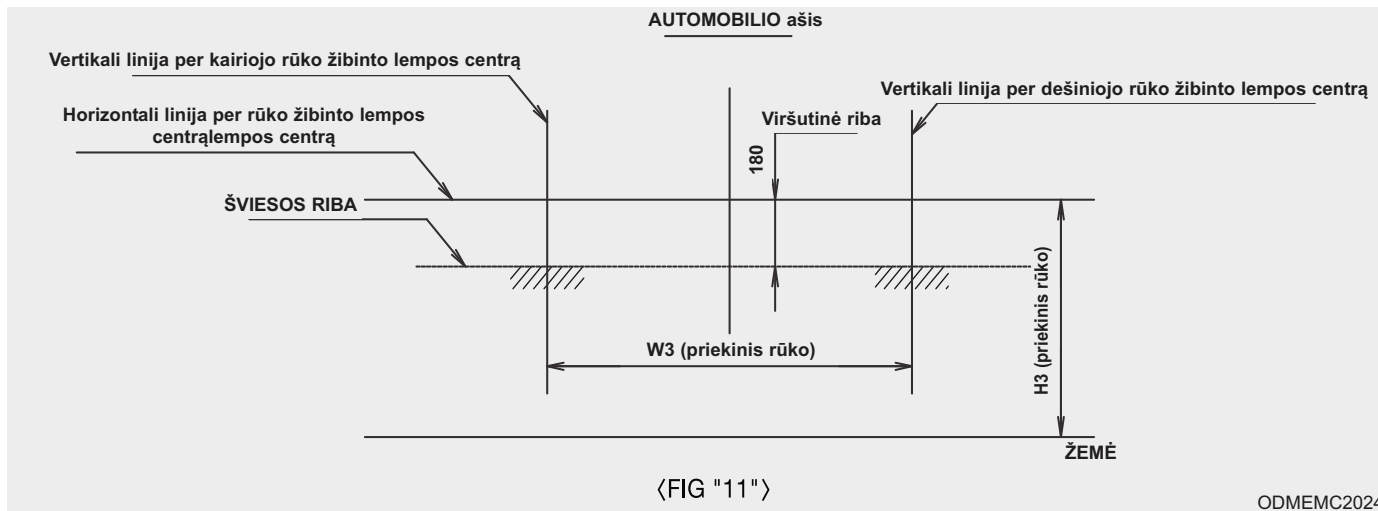 AUTOMOBILIO ašis
Vertikali linija per kairiojo rūko žibinto lempos centrą
Vertikali linija per dešiniojo rūko žibinto lempos centrą
Horizontali linija per rūko žibinto lempos
centrąlempos centrą
Viršutinė riba
180
ŠVIESOS RIBA
W3 (priekinis rūko)
H3 (priekinis rūko)
ŽEMĖ
〈FIG "11"〉
ODMEMC2024